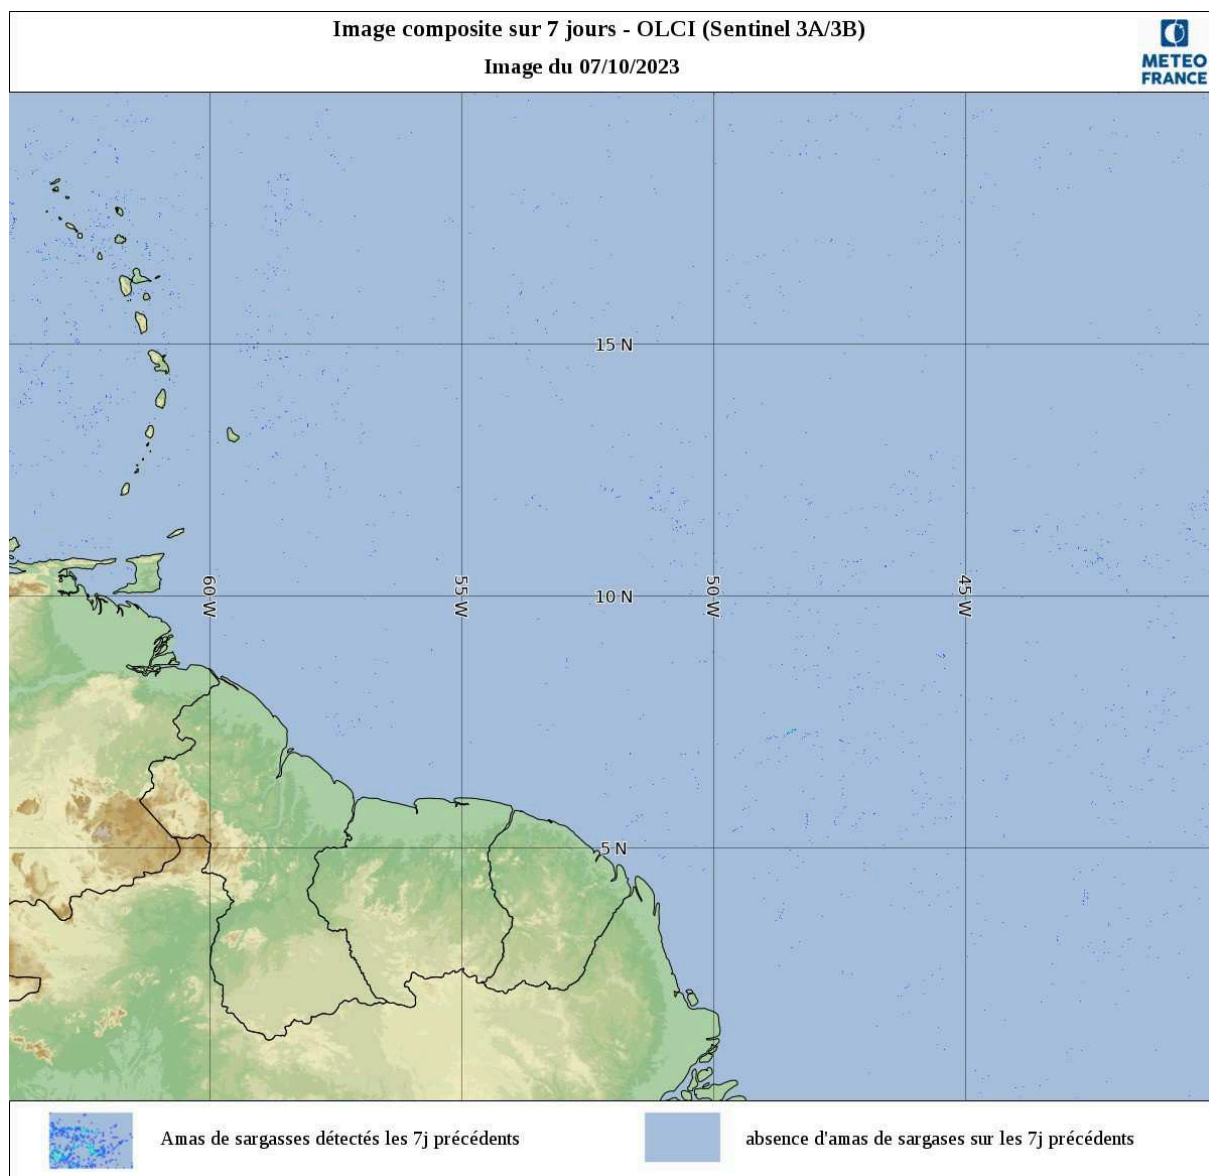 Image composite sur 7 jours - OLCI (Sentinel 3A/3B)
Image du 07/10/2023
METEO
FRANCE
15 N
60 W
55 W
10 N
50 W
45 W
5 N
Amas de sargasses détectés les 7j précédents
absence d'amas de sargases sur les 7j précédents